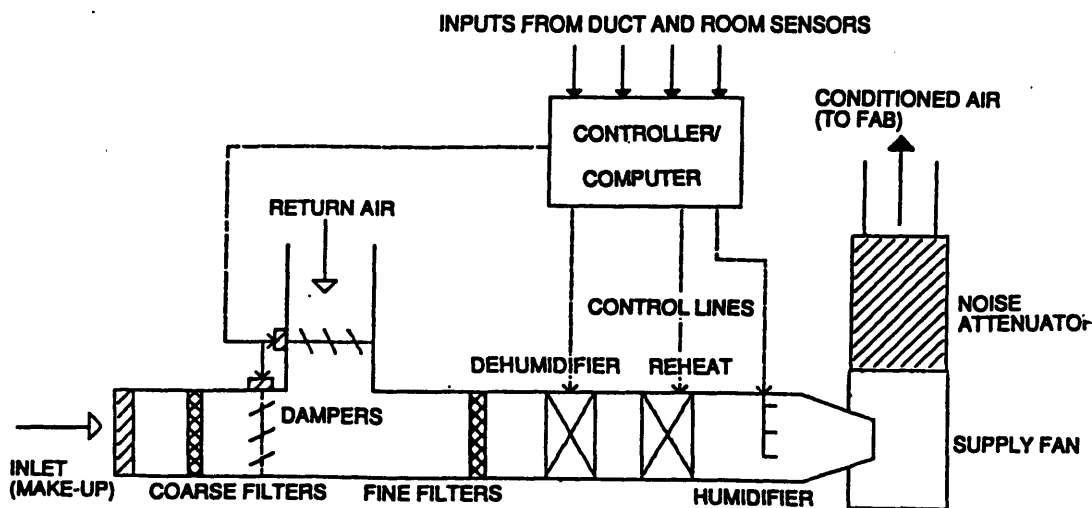 INPUTS FROM DUCT AND ROOM SENSORS
CONTROLLER/
COMPUTER
CONDITIONED AIR
(TO FAB)
RETURN AIR
CONTROL LINES
NOISE
ATTENUATOR
DEHUMIDIFIER
REHEAT
DAMPERS
SUPPLY FAN
INLET
(MAKE-UP)
COARSE FILTERS
FINE FILTERS
HUMIDIFIER